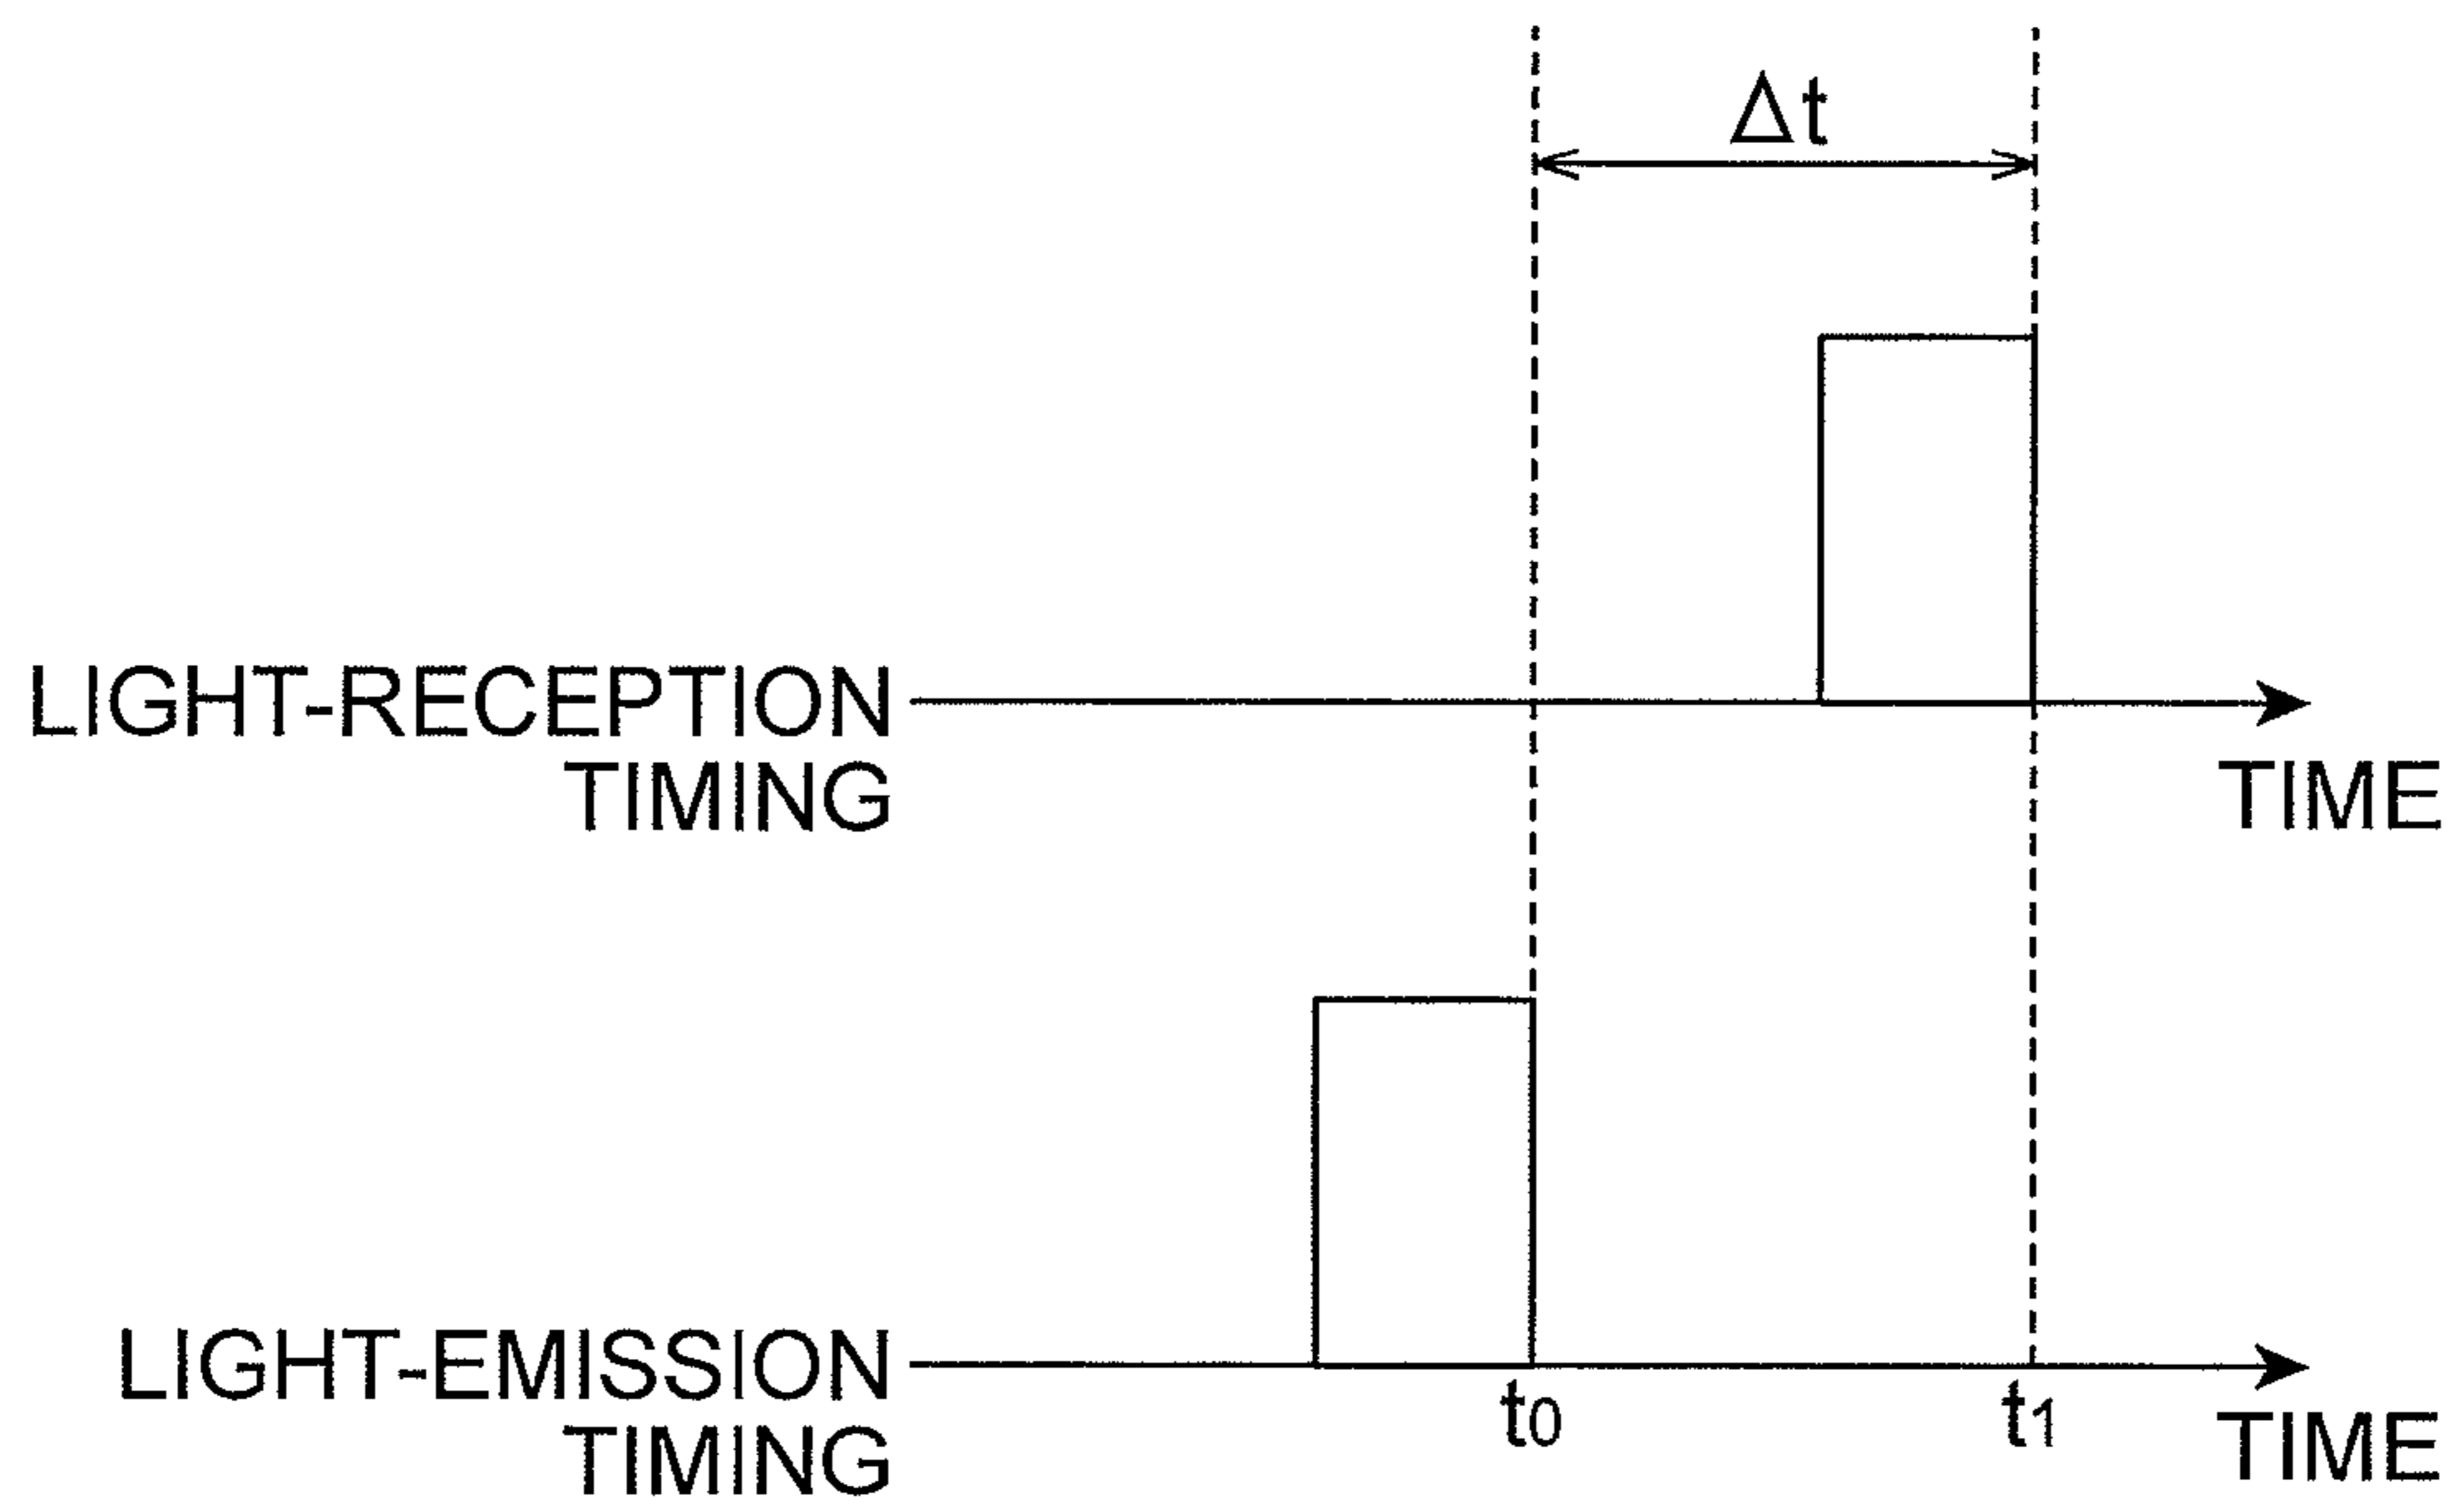 Δt
LIGHT-RECEPTION
TIMING
TIME
LIGHT-EMISSION
TIMING
t0
t1
TIME